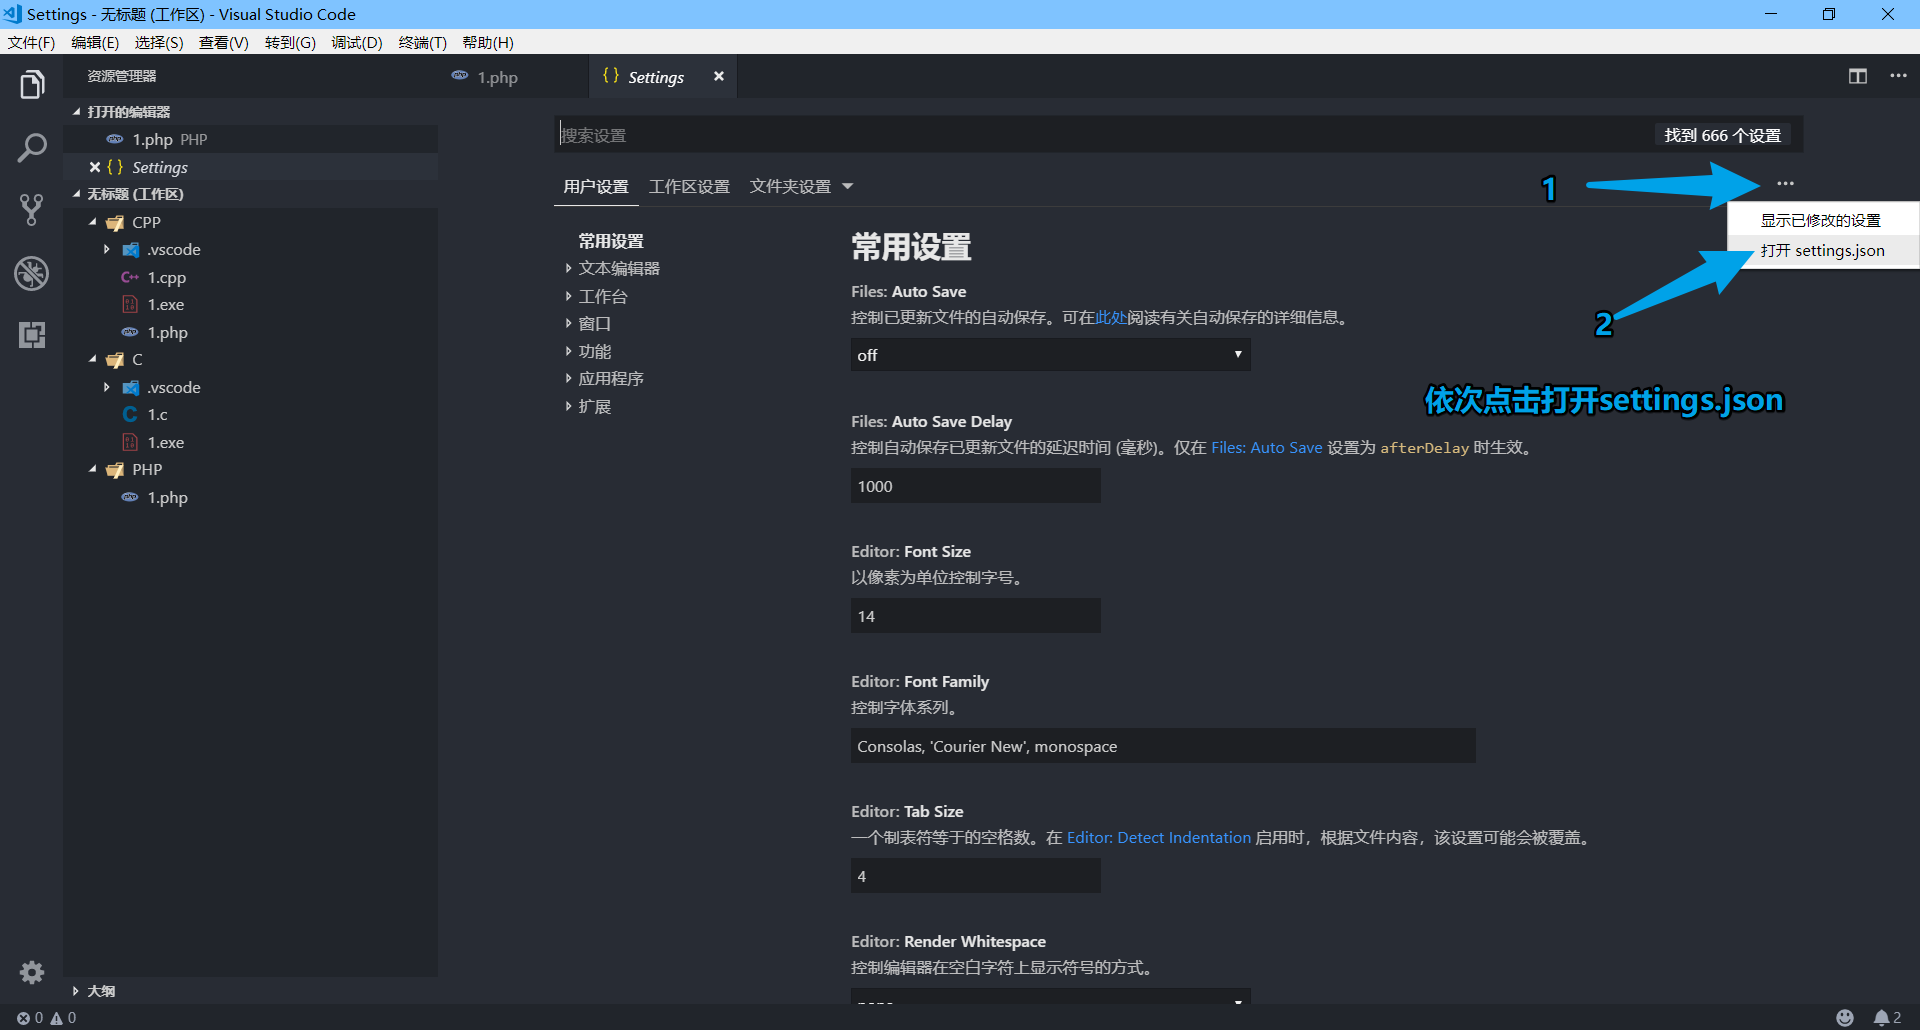 Settings - 无标题 (工作区) - Visual Studio Code
文件(F) 编辑(E) 选择(S) 查看(V) 转到(G) 调试(D) 终端(T) 帮助(H)
资源管理器
1.php
{ } Settings
打开的编辑器
1.php PHP
{ } Settings
无标题 (工作区)
CPP
.vscode
1.cpp
1.exe
1.php
C
.vscode
1.c
1.exe
PHP
1.php
大纲
搜索设置
找到 666 个设置
用户设置 工作区设置 文件夹设置
1
显示已修改的设置
打开 settings.json
2
依次点击打开settings.json
常用设置
文本编辑器
工作台
窗口
功能
应用程序
扩展
常用设置
Files: Auto Save
控制已更新文件的自动保存。可在此处阅读有关自动保存的详细信息。
off
Files: Auto Save Delay
控制自动保存已更新文件的延迟时间 (毫秒)。仅在 Files: Auto Save 设置为 afterDelay 时生效。
1000
Editor: Font Size
以像素为单位控制字号。
14
Editor: Font Family
控制字体系列。
Consolas, 'Courier New', monospace
Editor: Tab Size
一个制表符等于的空格数。在 Editor: Detect Indentation 启用时，根据文件内容，该设置可能会被覆盖。
4
Editor: Render Whitespace
控制编辑器在空白字符上显示符号的方式。
0 0
2